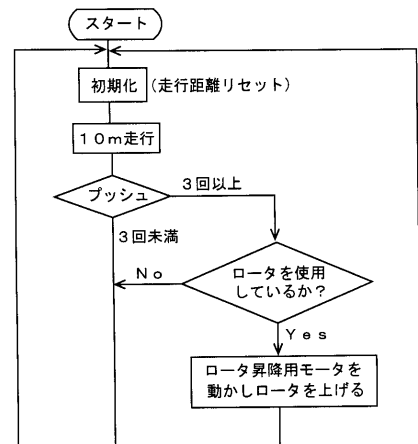 スタート
初期化
(走行距離リセット)
10m走行
プッシュ
3回以上
3回未満
No
ロータを使用
しているか?
Yes
ロータ昇降用モータを
動かしロータを上げる